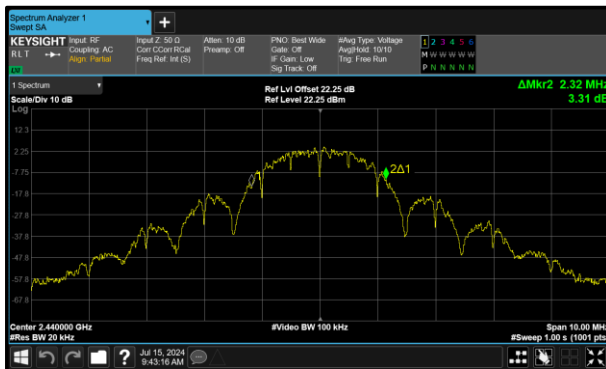 Spectrum Analyzer 1
Swept SA
+
KEYSIGHT
RLT
Input: RF
Coupling: AC
Align: Partial
Input Z: 50 Ω
Corr CCorr RCal
Freq Ref: Int (S)
Atten: 10 dB
Preamp: Off
PNO: Best Wide
Gate: Off
IF Gain: Low
Sig Track: Off
#Avg Type: Voltage
Avg|Hold: 10/10
Trig: Free Run
1 2 3 4 5 6
M W W W W W
P N N N N N
1 Spectrum
Scale/Div 10 dB
Ref Lvl Offset 22.25 dB
Ref Level 22.25 dBm
ΔMkr2 2.32 MHz
3.31 dB
Log
12.3
2.25
-7.75
-17.8
-27.8
-37.8
-47.8
-57.8
-67.8
2Δ1
Center 2.440000 GHz
#Res BW 20 kHz
#Video BW 100 kHz
Span 10.00 MHz
#Sweep 1.00 s (1001 pts)
?
Jul 15, 2024
9:43:16 AM